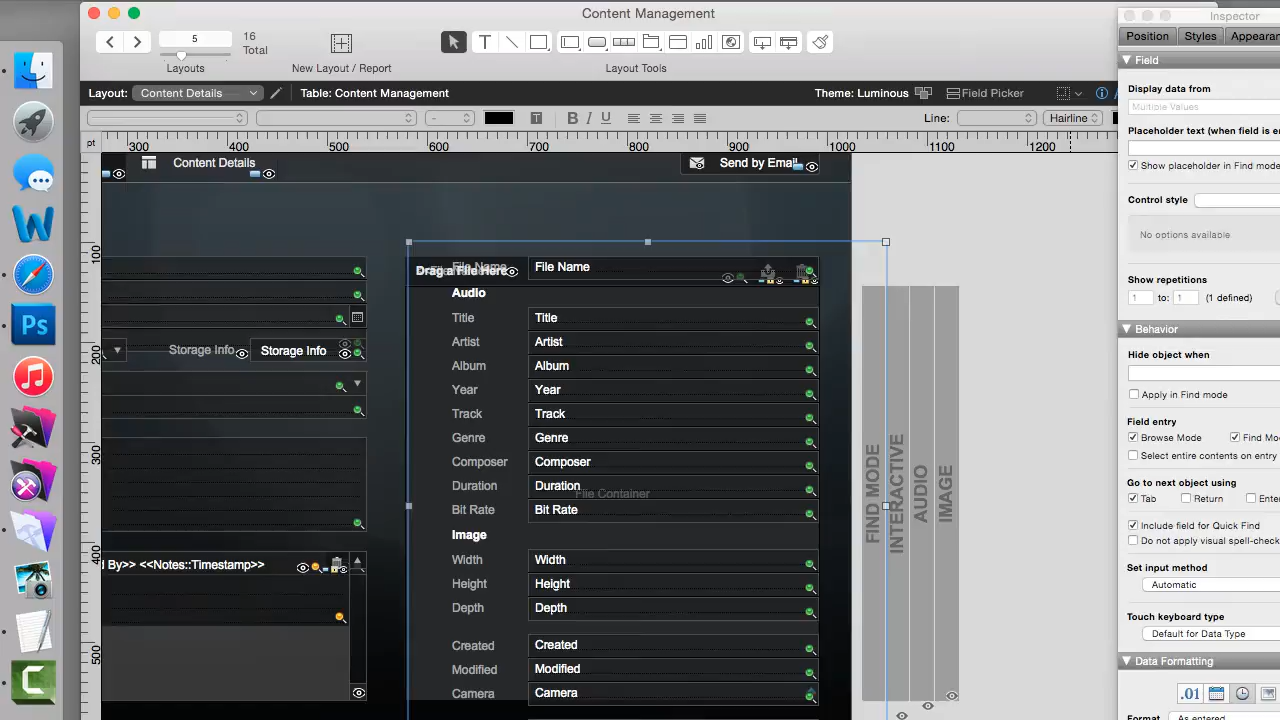 Content Management
Inspector
5
16
Total
Layouts
New Layout / Report
Layout Tools
Position
Styles
Appearanc
Field
Layout:
Content Details
Table: Content Management
Theme: Luminous
Field Picker
Display data from
Multiple Values
-
B I U
Line:
Hairline
Placeholder text (when field is e
pt
300
400
500
600
700
800
900
1000
1100
1200
Content Details
Send by Email
Show placeholder in Find mode
Control style
No options available
100
200
300
400
500
File Name
Drag a File Here
File Name
Audio
Title
Title
Artist
Artist
Storage Info
Storage Info
Album
Album
Year
Year
Track
Track
Genre
Genre
Composer
Composer
Duration
Duration
File Container
Bit Rate
Bit Rate
Image
d By>> <<Notes::Timestamp>>
Width
Width
Height
Height
Depth
Depth
Created
Created
Modified
Modified
Camera
Camera
FIND MODE
INTERACTIVE
AUDIO
IMAGE
Show repetitions
1
to:
1
(1 defined)
Behavior
Hide object when
Apply in Find mode
Field entry
Browse Mode
Find Mo
Select entire contents on entry
Go to next object using
Tab
Return
Enter
Include field for Quick Find
Do not apply visual spell-check
Set input method
Automatic
Touch keyboard type
Default for Data Type
Data Formatting
.01
Format
As entered
W
Ps
C